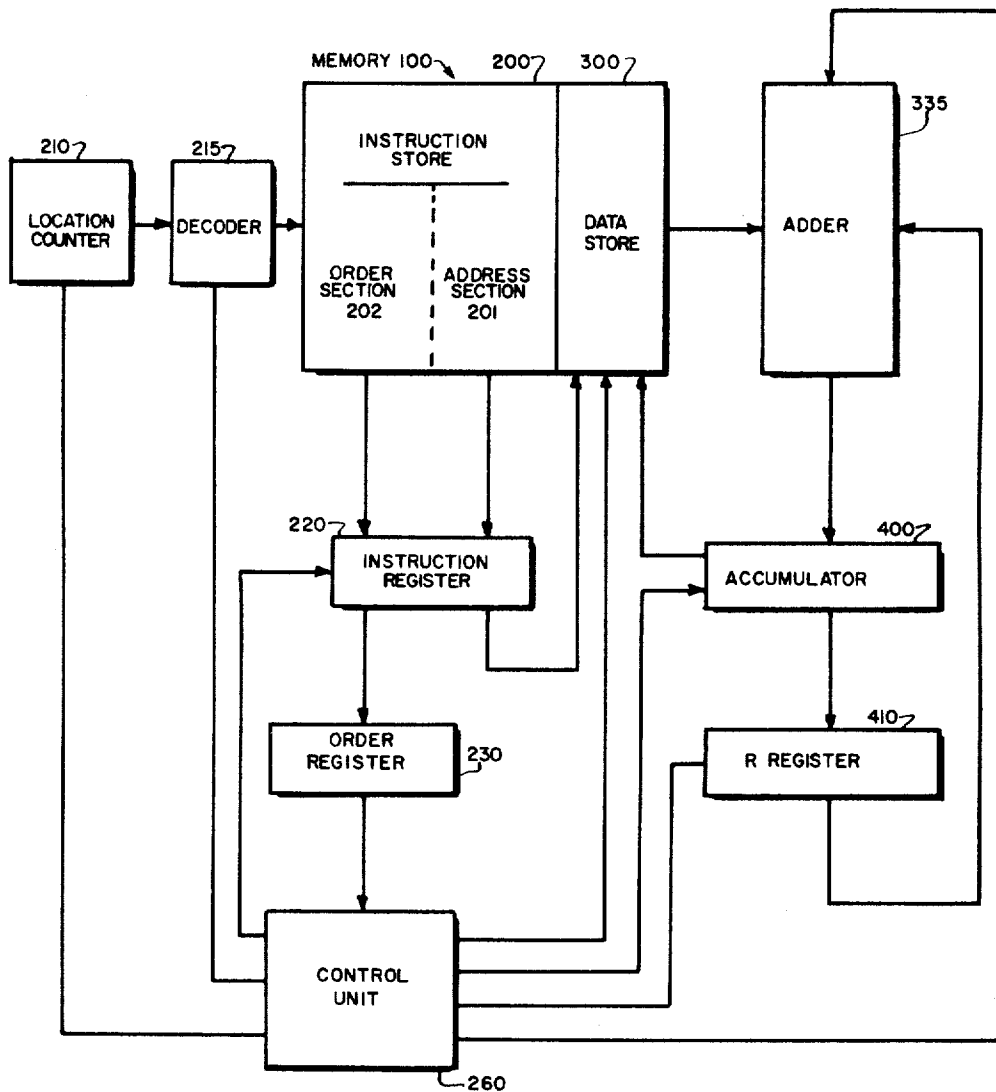 MEMORY 100
200
300
335
210
215
INSTRUCTION
STORE
LOCATION
COUNTER
DECODER
DATA
STORE
ADDER
ORDER
SECTION
202
ADDRESS
SECTION
201
220
INSTRUCTION
REGISTER
400
ACCUMULATOR
ORDER
REGISTER
230
410
R REGISTER
CONTROL
UNIT
260